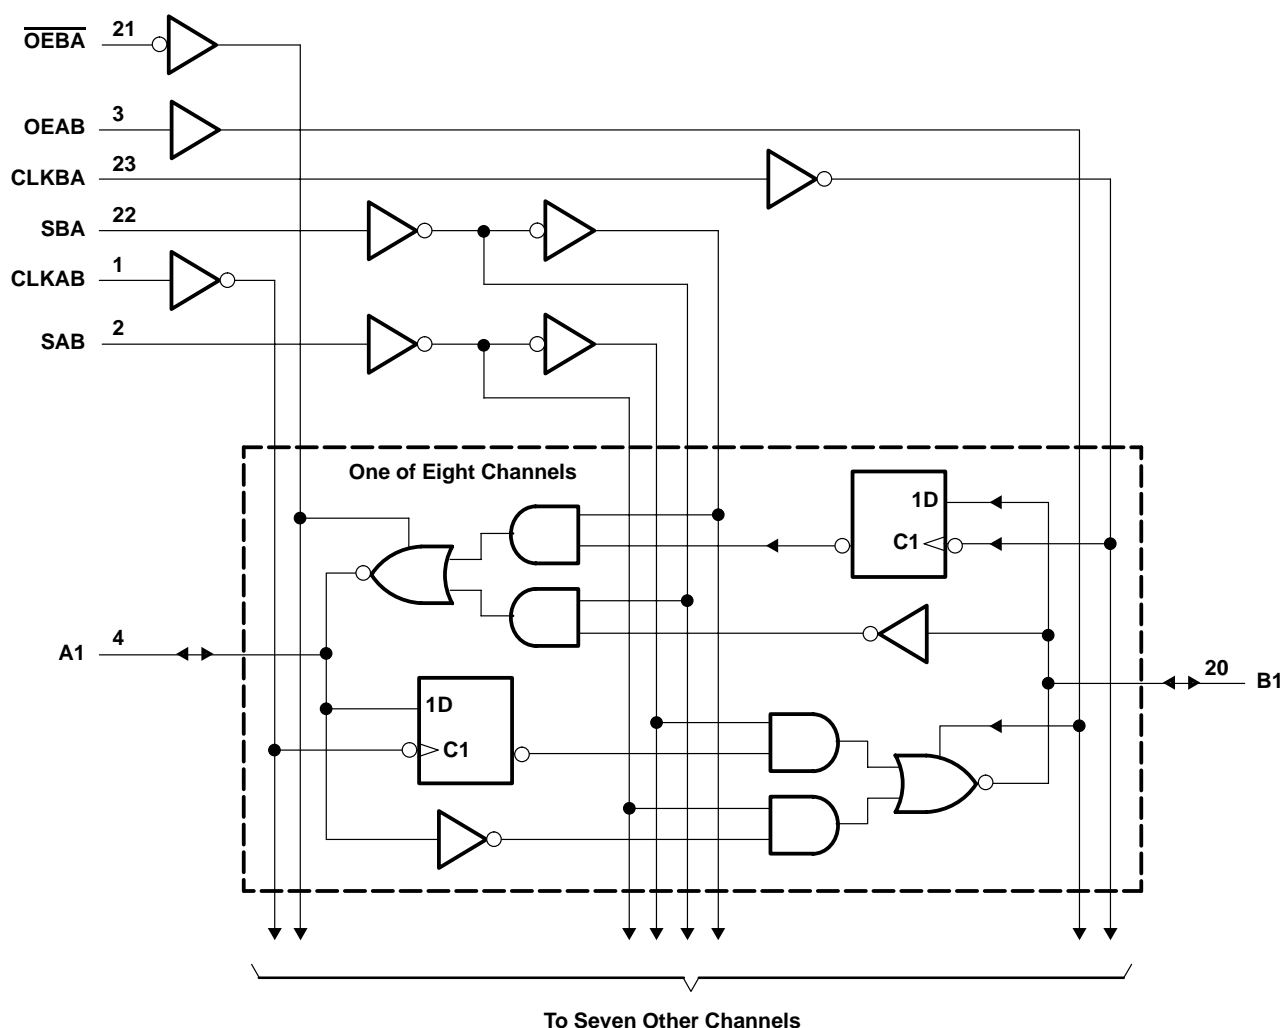 OEBA 21
OEAB 3
CLKBA 23
SBA 22
CLKAB 1
SAB 2
One of Eight Channels
1D
C1
A1 4
1D
C1
20 B1
To Seven Other Channels